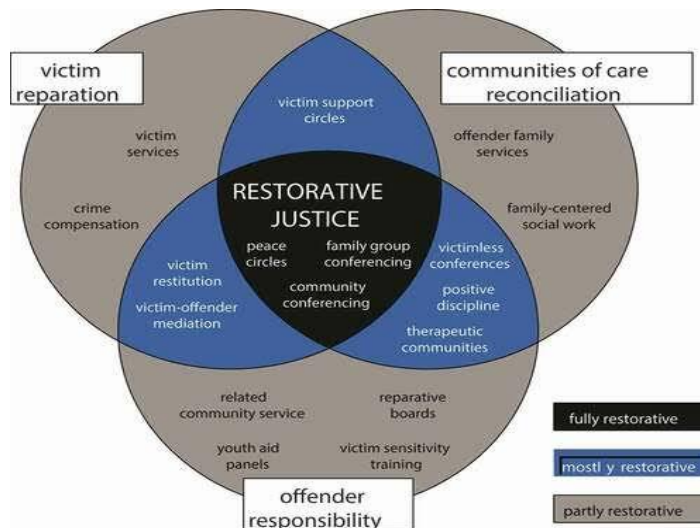 victim
reparation
communities of care
reconciliation
victim support
circles
victim
services
offender family
services
crime
compensation
family-centered
social work
RESTORATIVE
JUSTICE
peace
circles
family group
conferencing
community
conferencing
victim
restitution
victim-offender
mediation
victimless
conferences
positive
discipline
therapeutic
communities
related
community service
reparative
boards
youth aid
panels
victim sensitivity
training
offender
responsibility
fully restorative
mostl y restorative
partly restorative